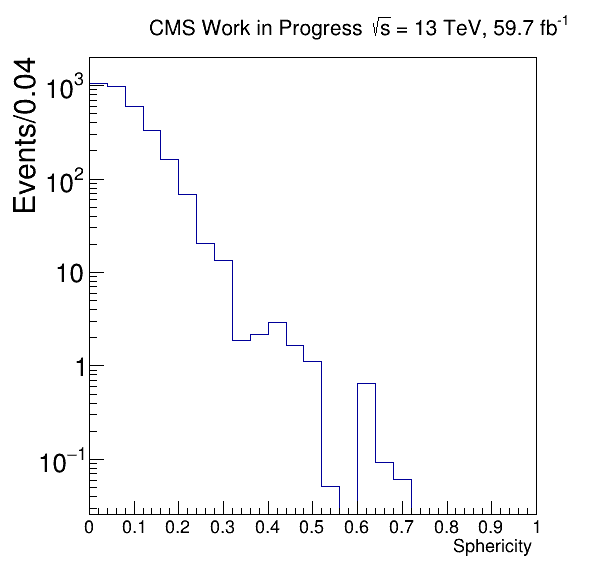 CMS Work in Progress √s = 13 TeV, 59.7 fb⁻¹
Events/0.04
10³
10²
10
1
10⁻¹
0 0.1 0.2 0.3 0.4 0.5 0.6 0.7 0.8 0.9 1
Sphericity